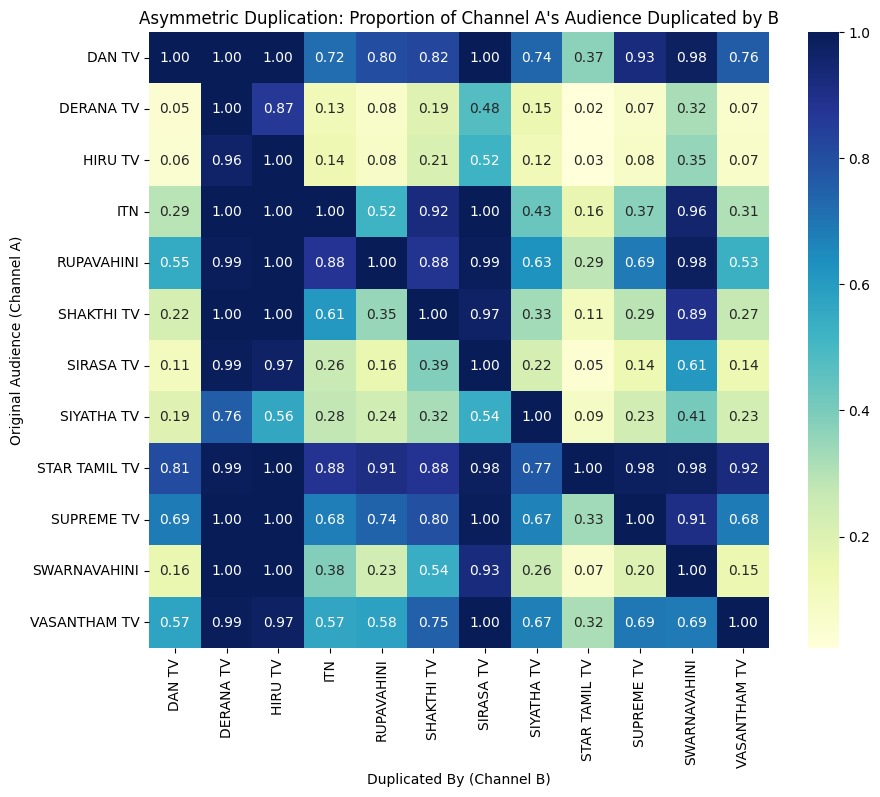 Asymmetric Duplication: Proportion of Channel A's Audience Duplicated by B
DAN TV 1.00 1.00 1.00 0.72 0.80 0.82 1.00 0.74 0.37 0.93 0.98 0.76
DERANA TV 0.05 1.00 0.87 0.13 0.08 0.19 0.48 0.15 0.02 0.07 0.32 0.07
HIRU TV 0.06 0.96 1.00 0.14 0.08 0.21 0.52 0.12 0.03 0.08 0.35 0.07
ITN 0.29 1.00 1.00 1.00 0.52 0.92 1.00 0.43 0.16 0.37 0.96 0.31
RUPAVAHINI 0.55 0.99 1.00 0.88 1.00 0.88 0.99 0.63 0.29 0.69 0.98 0.53
SHAKTHI TV 0.22 1.00 1.00 0.61 0.35 1.00 0.97 0.33 0.11 0.29 0.89 0.27
SIRASA TV 0.11 0.99 0.97 0.26 0.16 0.39 1.00 0.22 0.05 0.14 0.61 0.14
SIYATHA TV 0.19 0.76 0.56 0.28 0.24 0.32 0.54 1.00 0.09 0.23 0.41 0.23
STAR TAMIL TV 0.81 0.99 1.00 0.88 0.91 0.88 0.98 0.77 1.00 0.98 0.98 0.92
SUPREME TV 0.69 1.00 1.00 0.68 0.74 0.80 1.00 0.67 0.33 1.00 0.91 0.68
SWARNAVAHINI 0.16 1.00 1.00 0.38 0.23 0.54 0.93 0.26 0.07 0.20 1.00 0.15
VASANTHAM TV 0.57 0.99 0.97 0.57 0.58 0.75 1.00 0.67 0.32 0.69 0.69 1.00
DAN TV
DERANA TV
HIRU TV
ITN
RUPAVAHINI
SHAKTHI TV
SIRASA TV
SIYATHA TV
STAR TAMIL TV
SUPREME TV
SWARNAVAHINI
VASANTHAM TV
Duplicated By (Channel B)
Original Audience (Channel A)
1.0
0.8
0.6
0.4
0.2